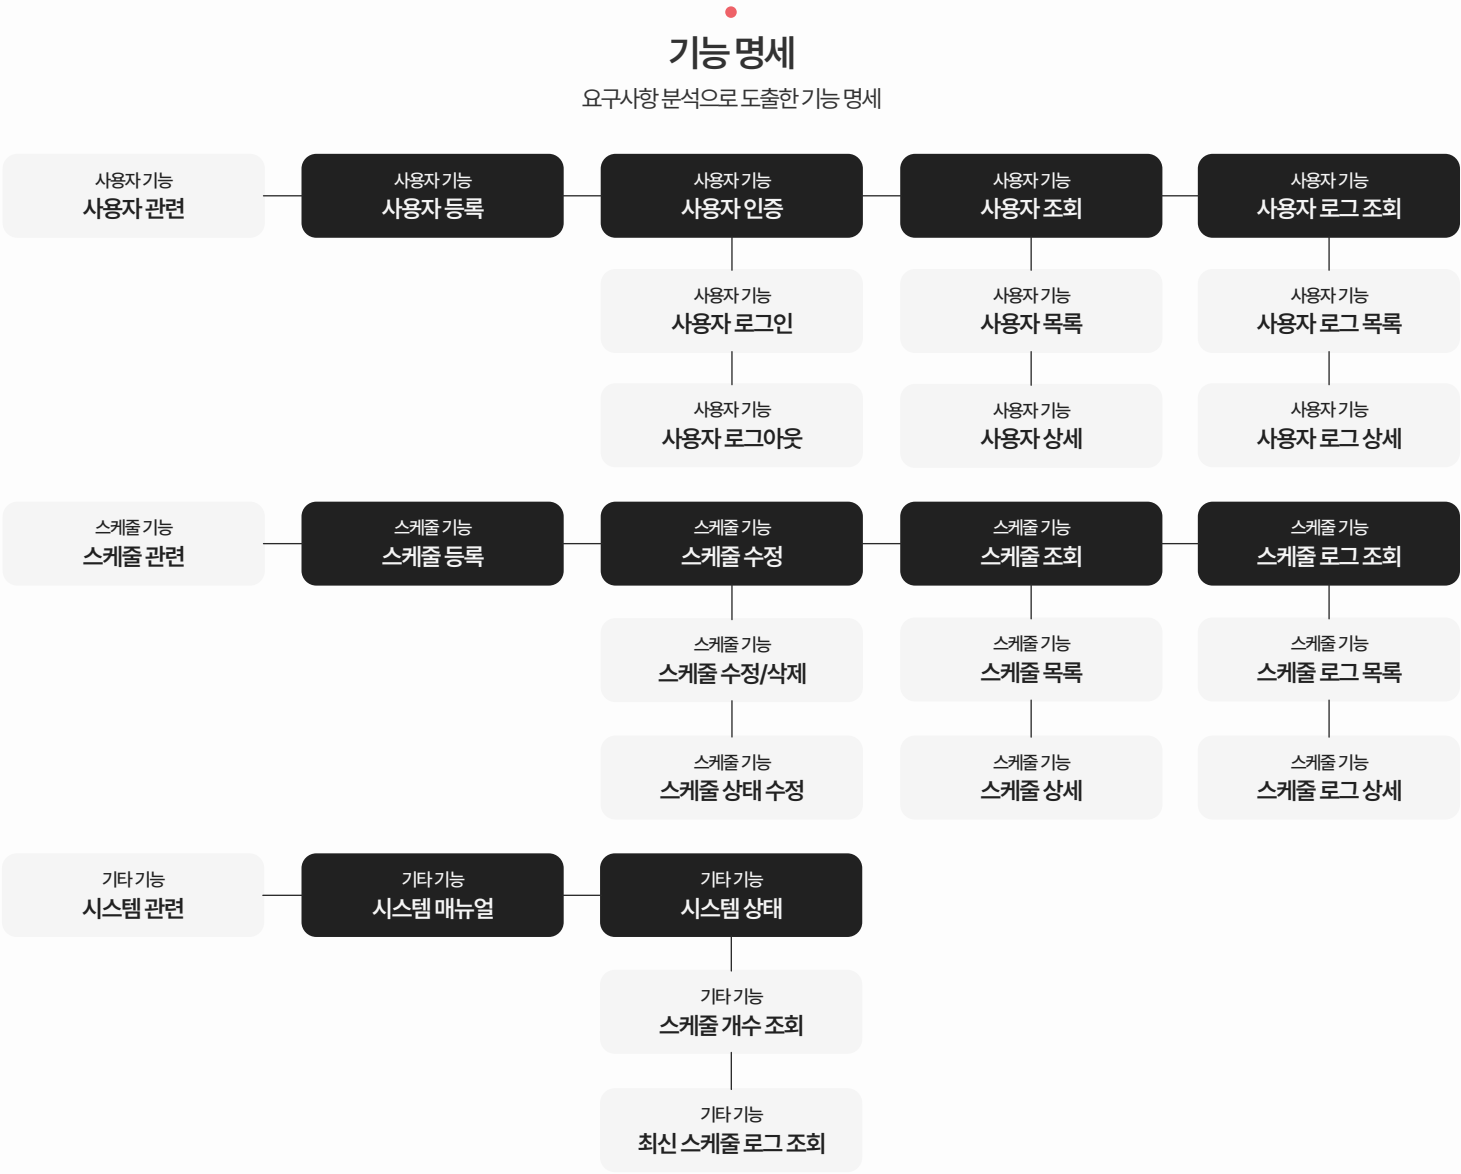 기능 명세
요구사항 분석으로 도출한 기능 명세
사용자 기능
사용자 관련
사용자 기능
사용자 등록
사용자 기능
사용자 인증
사용자 기능
사용자 조회
사용자 기능
사용자 로그 조회
사용자 기능
사용자 로그인
사용자 기능
사용자 목록
사용자 기능
사용자 로그 목록
사용자 기능
사용자 로그아웃
사용자 기능
사용자 상세
사용자 기능
사용자 로그 상세
스케줄 기능
스케줄 관련
스케줄 기능
스케줄 등록
스케줄 기능
스케줄 수정
스케줄 기능
스케줄 조회
스케줄 기능
스케줄 로그 조회
스케줄 기능
스케줄 수정/삭제
스케줄 기능
스케줄 목록
스케줄 기능
스케줄 로그 목록
스케줄 기능
스케줄 상태 수정
스케줄 기능
스케줄 상세
스케줄 기능
스케줄 로그 상세
기타 기능
시스템 관련
기타 기능
시스템 매뉴얼
기타 기능
시스템 상태
기타 기능
스케줄 개수 조회
기타 기능
최신 스케줄 로그 조회